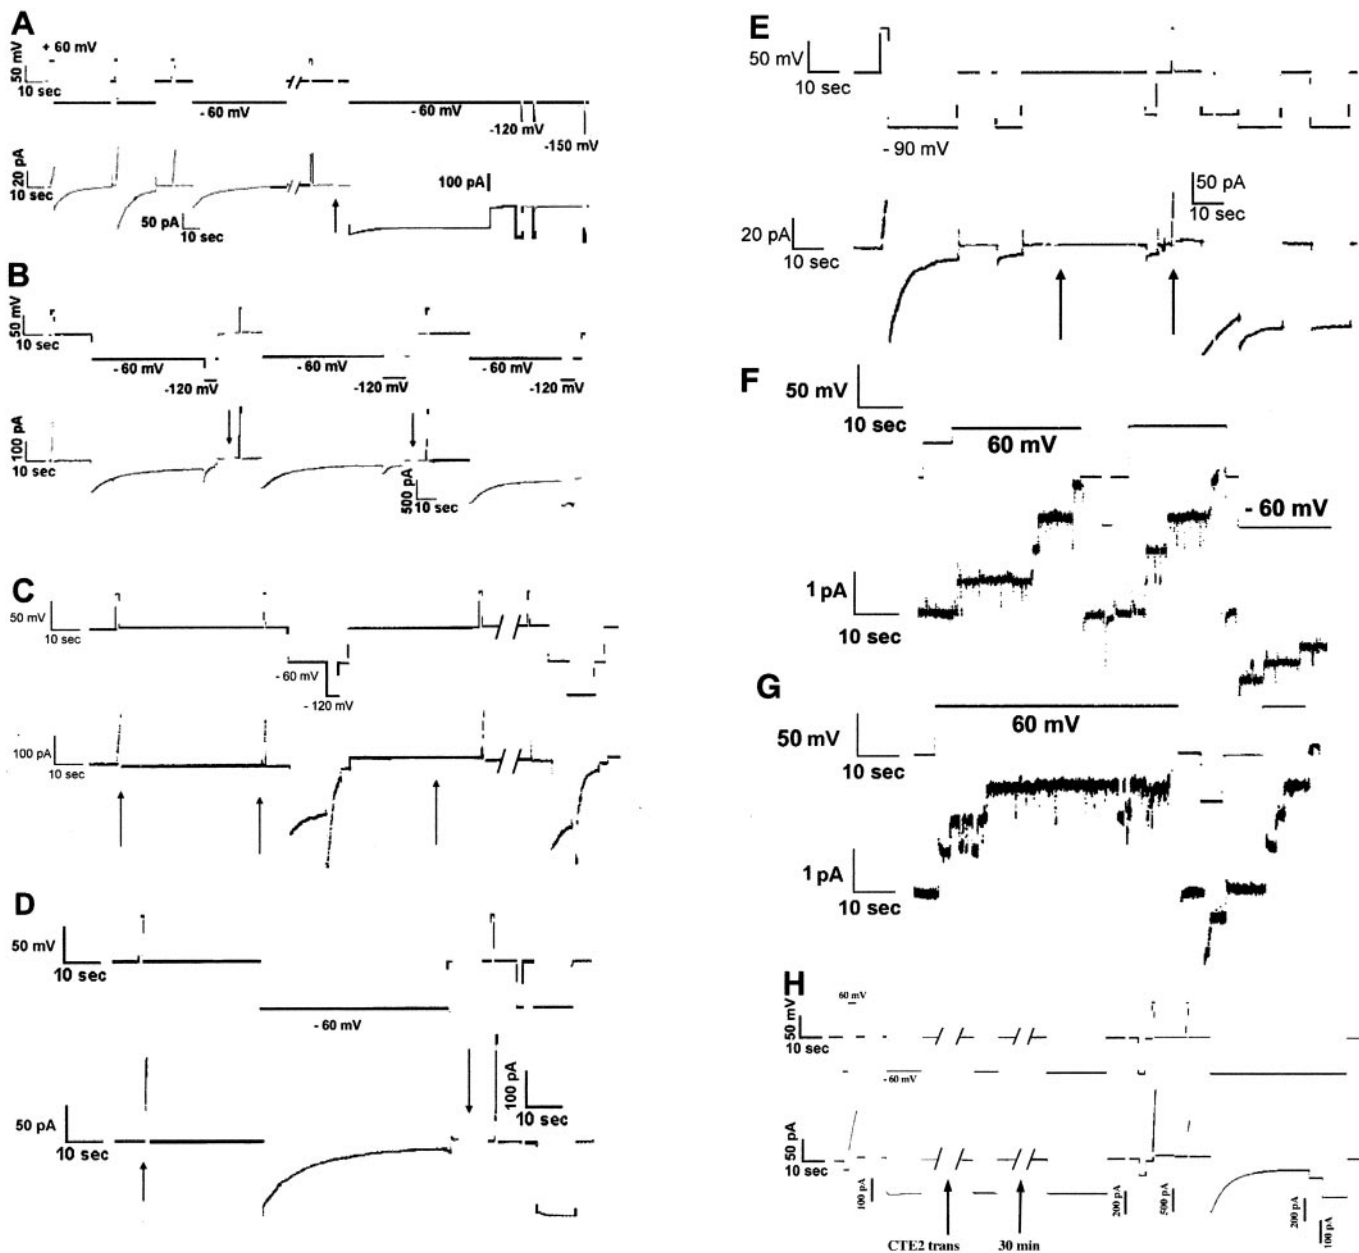 A
50 mV
+ 60 mV
10 sec
- 60 mV
- 60 mV
-120 mV
-150 mV
20 pA
10 sec
100 pA
50 pA
10 sec
B
50 mV
10 sec
- 60 mV
- 60 mV
- 60 mV
-120 mV
-120 mV
-120 mV
100 pA
10 sec
500 pA
10 sec
C
50 mV
10 sec
- 60 mV
- 120 mV
100 pA
10 sec
D
50 mV
10 sec
- 60 mV
50 pA
10 sec
100 pA
10 sec
E
50 mV
10 sec
- 90 mV
50 pA
10 sec
20 pA
10 sec
F
50 mV
10 sec
60 mV
- 60 mV
1 pA
10 sec
G
60 mV
50 mV
10 sec
1 pA
10 sec
H
60 mV
50 mV
10 sec
- 60 mV
50 pA
10 sec
100 pA
200 pA
500 pA
200 pA
100 pA
CTE2 trans
30 min